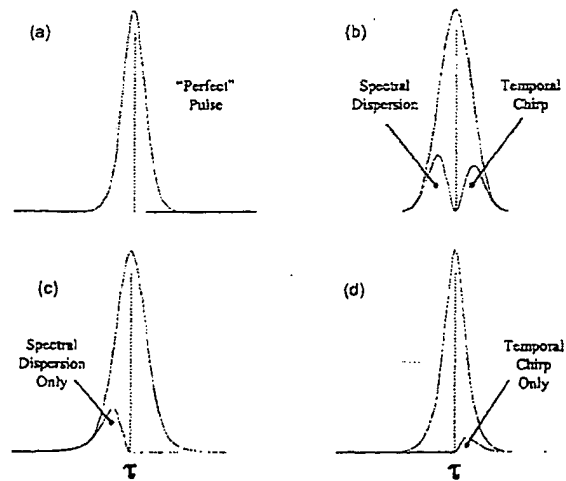 (a)
"Perfect"
Pulse
(b)
Spectral
Dispersion
Temporal
Chirp
(c)
Spectral
Dispersion
Only
τ
(d)
Temporal
Chirp
Only
τ